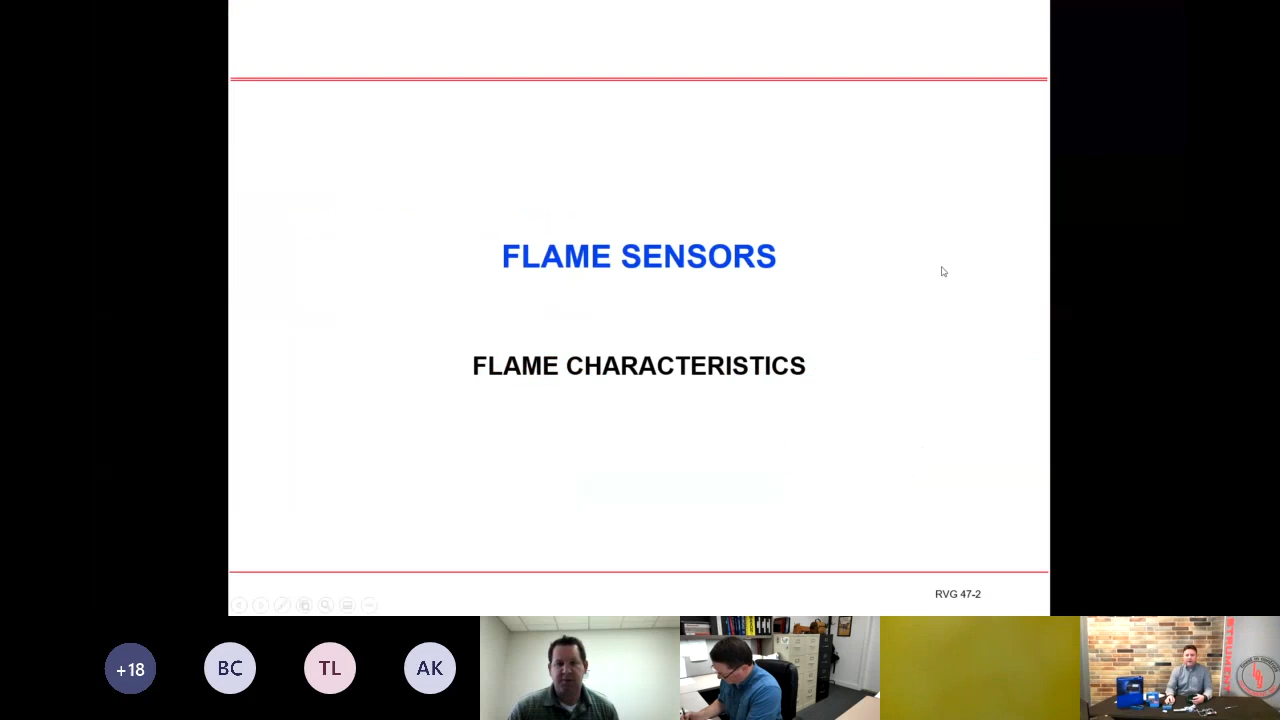 FLAME SENSORS
FLAME CHARACTERISTICS
RVG 47-2
+18
BC
TL
AK